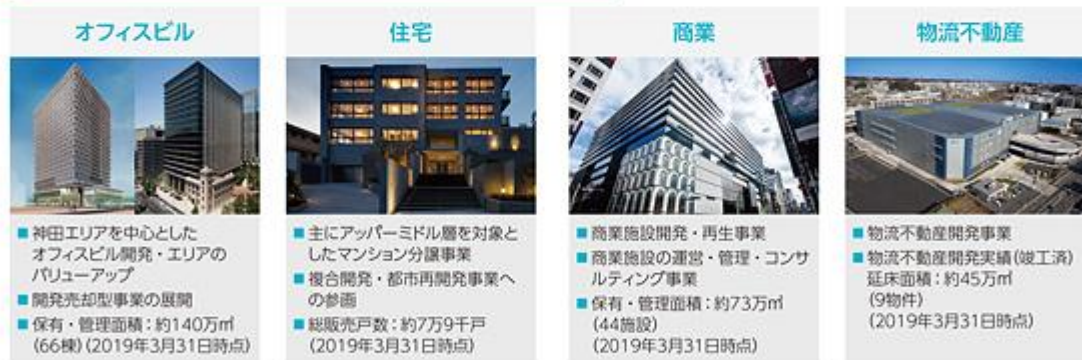 オフィスビル
■神田エリアを中心とした
オフィスビル開発・エリアの
バリューアップ
■開発売却型事業の展開
■保有・管理面積：約140万㎡
(66棟)(2019年3月31日時点)
住宅
■主にアッパーミドル層を対象と
したマンション分譲事業
■複合開発・都市再開発事業へ
の参画
■総販売戸数：約7万9千戸
(2019年3月31日時点)
商業
■商業施設開発・再生事業
■商業施設の運営・管理・コンサ
ルティング事業
■保有・管理面積：約73万㎡
(44施設)
(2019年3月31日時点)
物流不動産
■物流不動産開発事業
■物流不動産開発実績(竣工済)
延床面積：約45万㎡
(9物件)
(2019年3月31日時点)